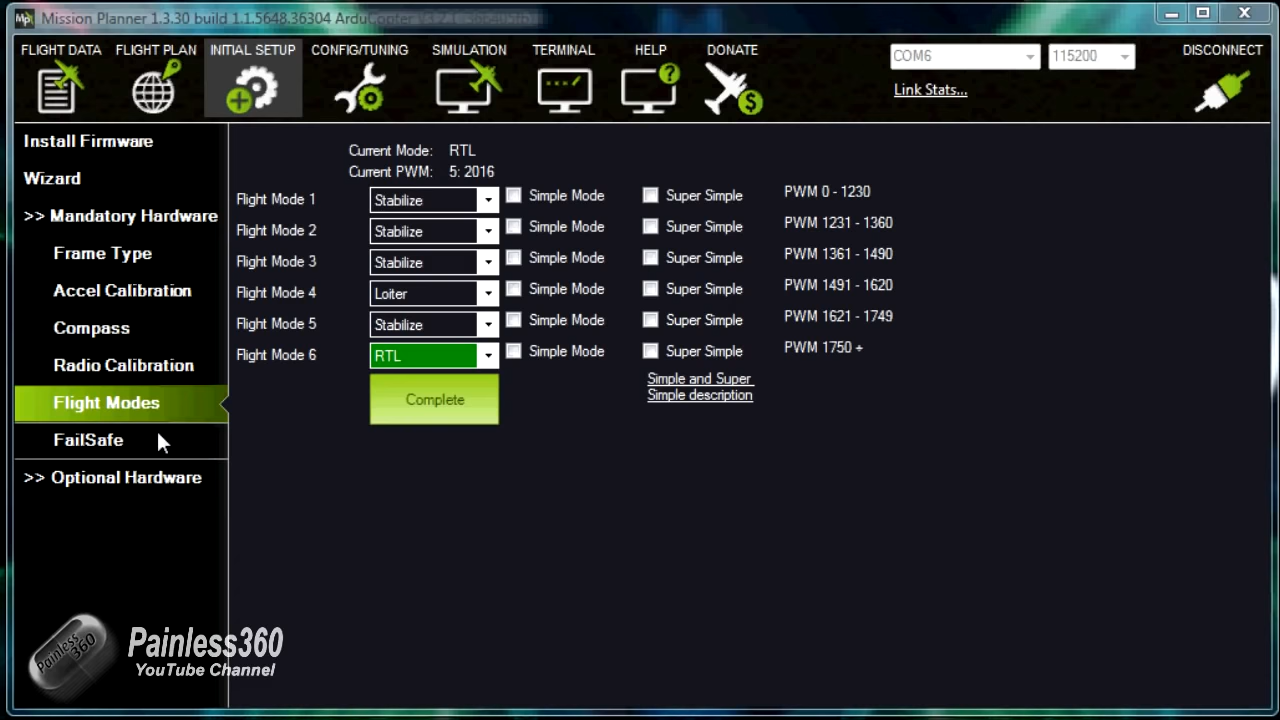 Mission Planner 1.3.30 build 1.1.5648.36304 ArduCopter
FLIGHT DATA FLIGHT PLAN INITIAL SETUP CONFIG/TUNING SIMULATION TERMINAL HELP DONATE COM6 115200 DISCONNECT
Link Stats...
Install Firmware
Wizard
>> Mandatory Hardware
Frame Type
Accel Calibration
Compass
Radio Calibration
Flight Modes
FailSafe
>> Optional Hardware
Current Mode: RTL
Current PWM: 5: 2016
Flight Mode 1 Stabilize Simple Mode Super Simple PWM 0 - 1230
Flight Mode 2 Stabilize Simple Mode Super Simple PWM 1231 - 1360
Flight Mode 3 Stabilize Simple Mode Super Simple PWM 1361 - 1490
Flight Mode 4 Loiter Simple Mode Super Simple PWM 1491 - 1620
Flight Mode 5 Stabilize Simple Mode Super Simple PWM 1621 - 1749
Flight Mode 6 RTL Simple Mode Super Simple PWM 1750 +
Complete
Simple and Super
Simple description
Painless
360
Painless360
YouTube Channel